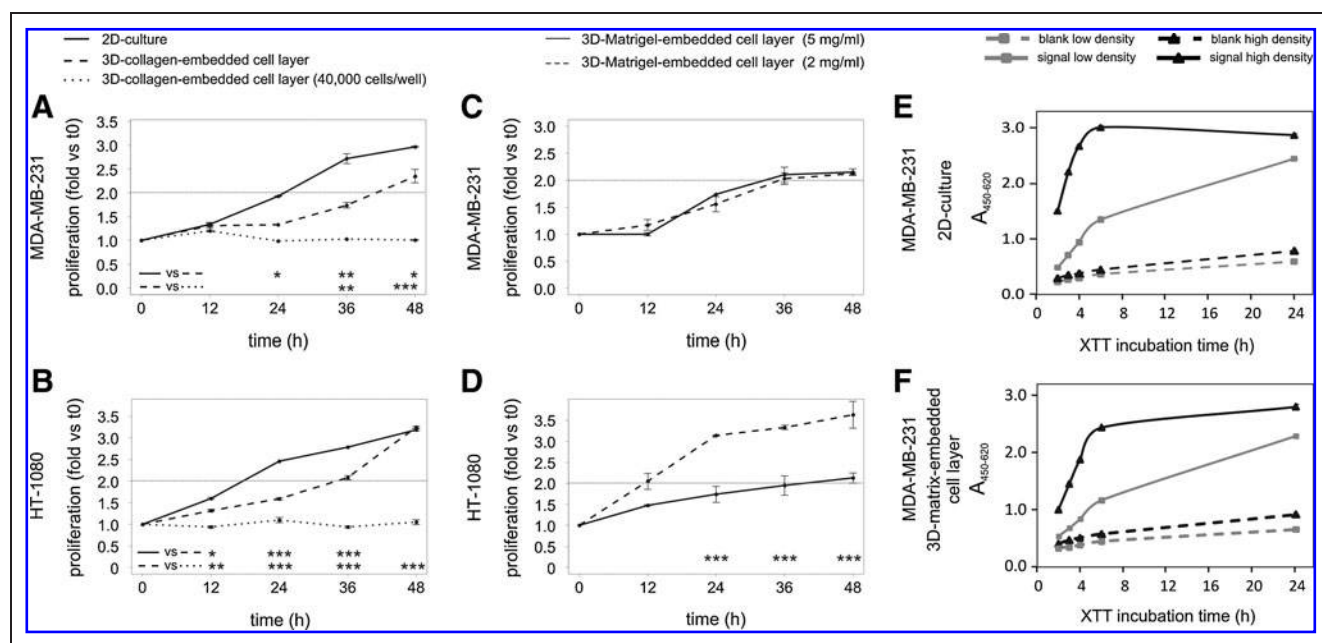 2D-culture
3D-collagen-embedded cell layer
3D-collagen-embedded cell layer (40,000 cells/well)
3D-Matrigel-embedded cell layer (5 mg/ml)
3D-Matrigel-embedded cell layer (2 mg/ml)
blank low density
blank high density
signal low density
signal high density
A
MDA-MB-231
proliferation (fold vs t0)
3.5
3.0
2.5
2.0
1.5
1.0
0.5
0.0
vs * ** *
vs ** ***
0 12 24 36 48
time (h)
C
MDA-MB-231
proliferation (fold vs t0)
3.0
2.5
2.0
1.5
1.0
0.5
0
0 12 24 36 48
time (h)
E
MDA-MB-231
2D-culture
A450-620
3.0
2.0
1.0
0.0
4 8 12 16 20 24
XTT incubation time (h)
B
HT-1080
proliferation (fold vs t0)
3.5
3.0
2.5
2.0
1.5
1.0
0.5
0
vs * *** ***
vs ** *** *** ***
0 12 24 36 48
time (h)
D
HT-1080
proliferation (fold vs t0)
3.5
3.0
2.5
2.0
1.5
1.0
0.5
0
*** *** ***
0 12 24 36 48
time (h)
F
MDA-MB-231
3D-matrix-embedded
cell layer
A450-620
3.0
2.0
1.0
0.0
0 4 8 12 16 20 24
XTT incubation time (h)